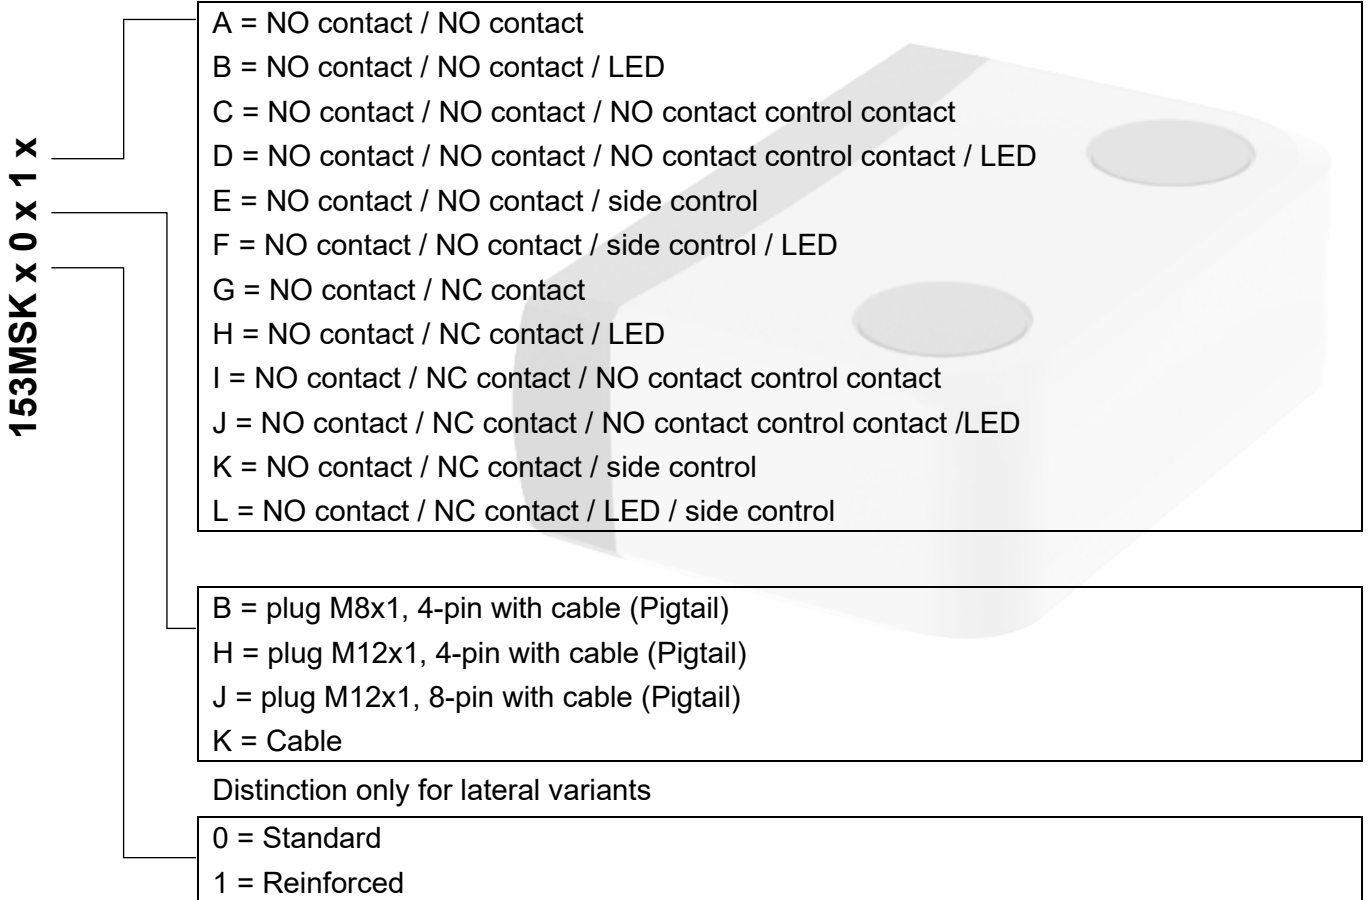 153MSK x 0 x 1 x
A = NO contact / NO contact
B = NO contact / NO contact / LED
C = NO contact / NO contact / NO contact control contact
D = NO contact / NO contact / NO contact control contact / LED
E = NO contact / NO contact / side control
F = NO contact / NO contact / side control / LED
G = NO contact / NC contact
H = NO contact / NC contact / LED
I = NO contact / NC contact / NO contact control contact
J = NO contact / NC contact / NO contact control contact /LED
K = NO contact / NC contact / side control
L = NO contact / NC contact / LED / side control
B = plug M8x1, 4-pin with cable (Pigtail)
H = plug M12x1, 4-pin with cable (Pigtail)
J = plug M12x1, 8-pin with cable (Pigtail)
K = Cable
Distinction only for lateral variants
0 = Standard
1 = Reinforced